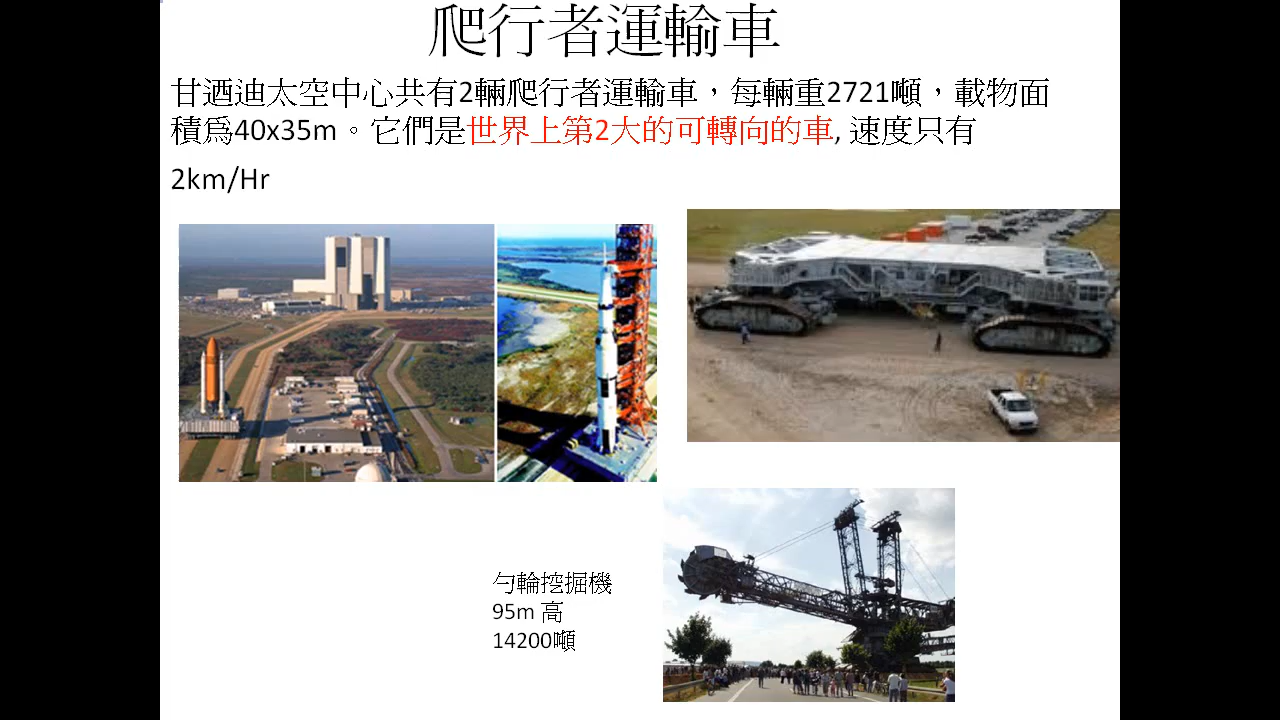 爬行者運輸車
甘迺迪太空中心共有2輛爬行者運輸車，每輛重2721噸，載物面
積為40x35m。它們是世界上第2大的可轉向的車, 速度只有
2km/Hr
勻輪挖掘機
95m 高
14200噸